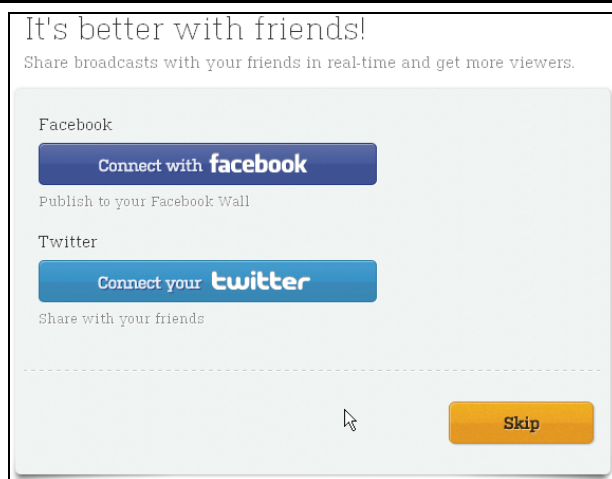 It's better with friends!
Share broadcasts with your friends in real-time and get more viewers.
Facebook
Connect with facebook
Publish to your Facebook Wall
Twitter
Connect your twitter
Share with your friends
Skip